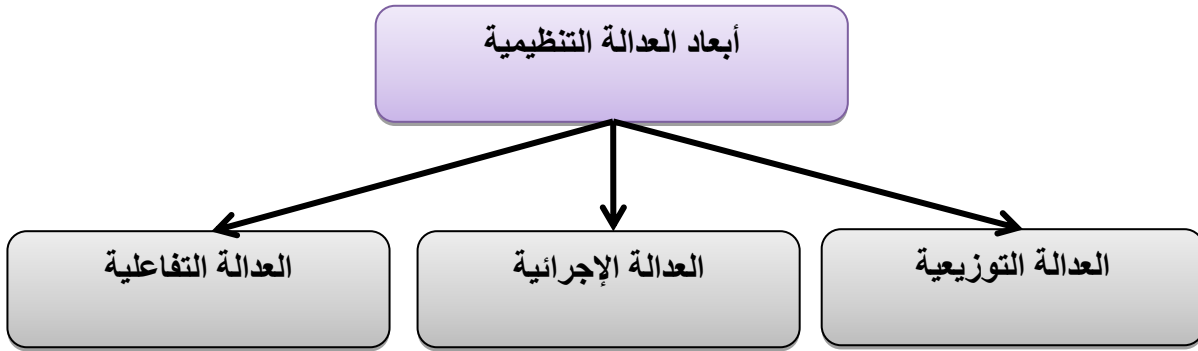 أبعاد العدالة التنظيمية
العدالة التوزيعية
العدالة الإجرائية
العدالة التفاعلية